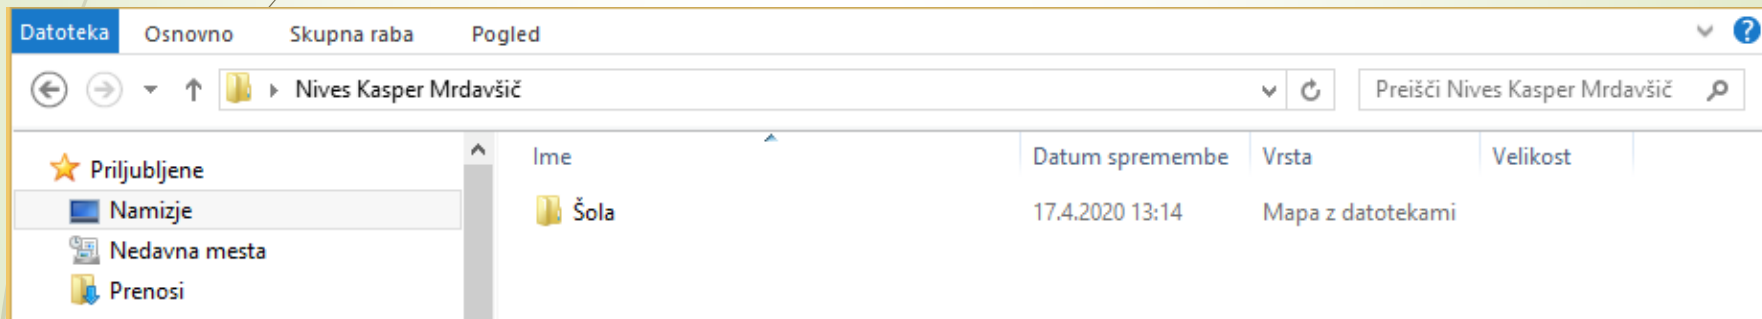 Datoteka Osnovno Skupna raba Pogled
Nives Kasper Mrdavšič Preišči Nives Kasper Mrdavšič
Priljubljene
Namizje
Nedavna mesta
Prenosi
Ime Datum spremembe Vrsta Velikost
Šola 17.4.2020 13:14 Mapa z datotekami